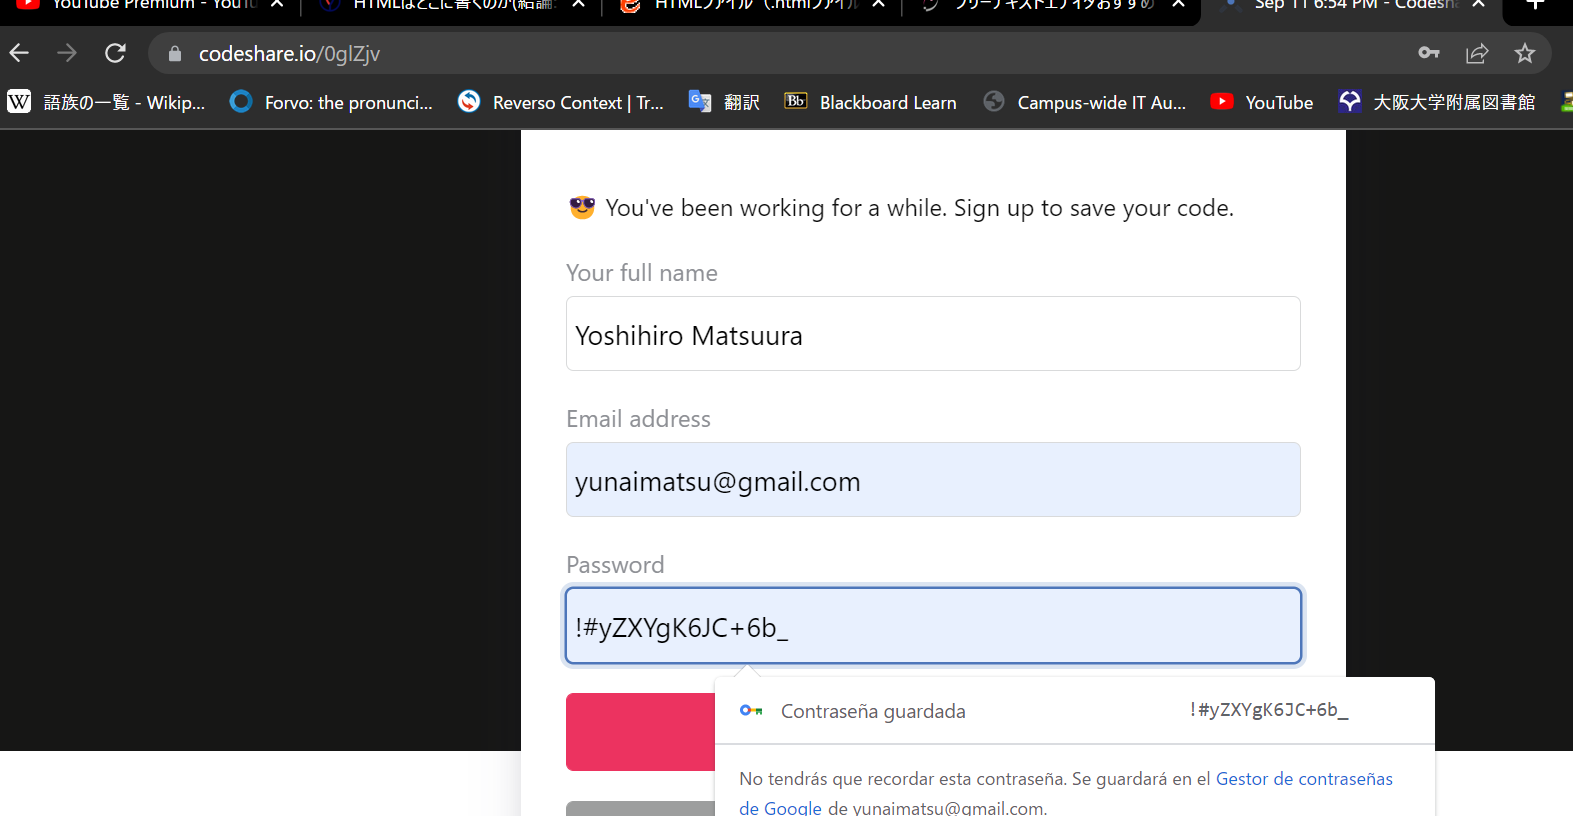 YouTube Premium - YouTu
HTMLはどこに書くのか(結論:
HTMLファイル（.htmlファイル
フリーテキストエディタおすすめ
Sep 11 6:54 PM - Codesha
codeshare.io/0glZjv
語族の一覧 - Wikip...
Forvo: the pronunci...
Reverso Context | Tr...
翻訳
Bb
Blackboard Learn
Campus-wide IT Au...
YouTube
大阪大学附属図書館
😎 You've been working for a while. Sign up to save your code.
Your full name
Yoshihiro Matsuura
Email address
yunaimatsu@gmail.com
Password
!#yZXYgK6JC+6b_
Contraseña guardada
!#yZXYgK6JC+6b_
No tendrás que recordar esta contraseña. Se guardará en el Gestor de contraseñas
de Google de yunaimatsu@gmail.com.